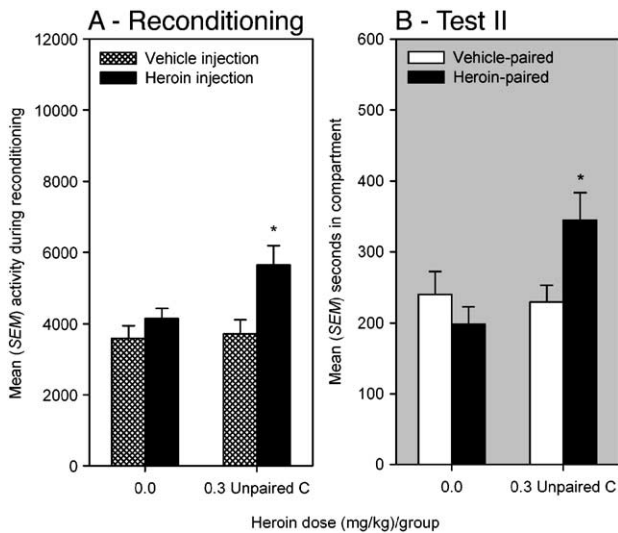 A - Reconditioning
12000
10000
8000
6000
4000
2000
0
Mean (SEM) activity during reconditioning
Vehicle injection
Heroin injection
*
0.0
0.3 Unpaired C
B - Test II
600
500
400
300
200
100
0
Mean (SEM) seconds in compartment
Vehicle-paired
Heroin-paired
*
0.0
0.3 Unpaired C
Heroin dose (mg/kg)/group